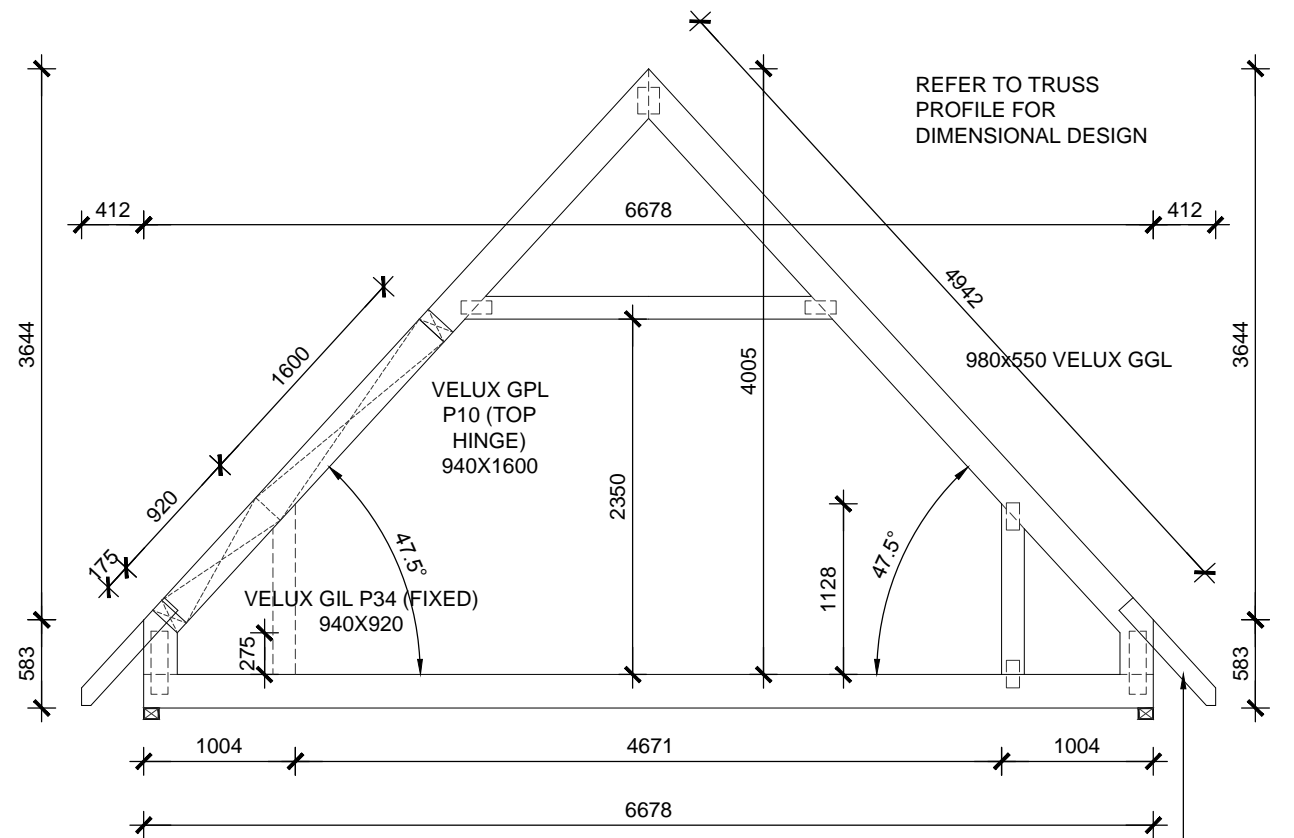 REFER TO TRUSS
PROFILE FOR
DIMENSIONAL DESIGN
412
6678
412
4942
3644
1600
4005
980x550 VELUX GGL
3644
VELUX GPL
P10 (TOP
HINGE)
940X1600
2350
920
175
47.5°
47.5°
1128
VELUX GIL P34 (FIXED)
940X920
275
583
583
1004
4671
1004
6678